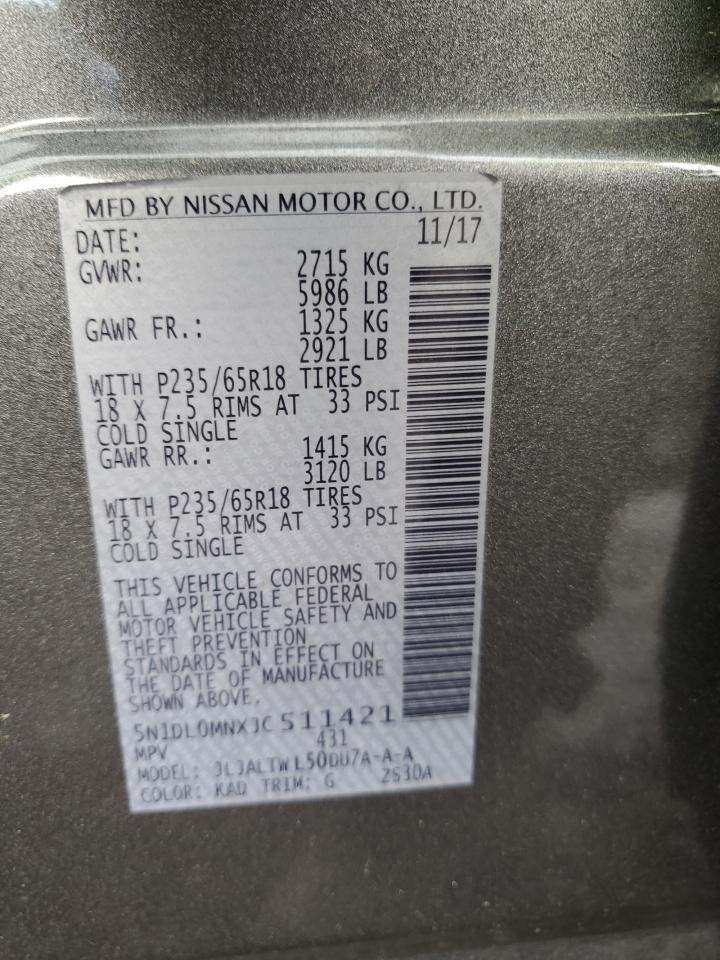 MFD BY NISSAN MOTOR CO., LTD.
DATE: 11/17
GVWR: 2715 KG
5986 LB
GAWR FR.: 1325 KG
2921 LB
WITH P235/65R18 TIRES
18 X 7.5 RIMS AT 33 PSI
COLD SINGLE
GAWR RR.: 1415 KG
3120 LB
WITH P235/65R18 TIRES
18 X 7.5 RIMS AT 33 PSI
COLD SINGLE
THIS VEHICLE CONFORMS TO
ALL APPLICABLE FEDERAL
MOTOR VEHICLE SAFETY AND
THEFT PREVENTION
STANDARDS IN EFFECT ON
THE DATE OF MANUFACTURE
SHOWN ABOVE.
5N1DL0MNXJC511421
MPV 431
MODEL: JLJALTWL50DU7A-A-A
COLOR: KAD TRIM: G 2S30A